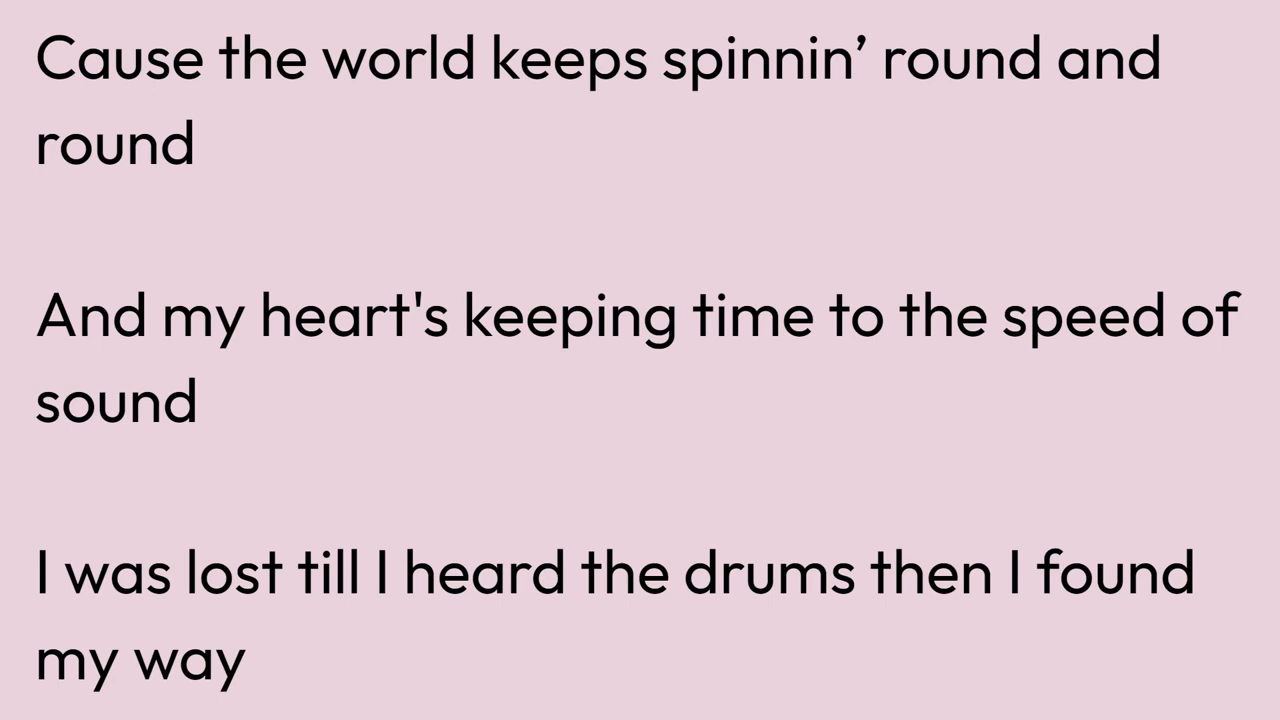 Cause the world keeps spinnin’ round and
round
And my heart's keeping time to the speed of
sound
I was lost till I heard the drums then I found
my way